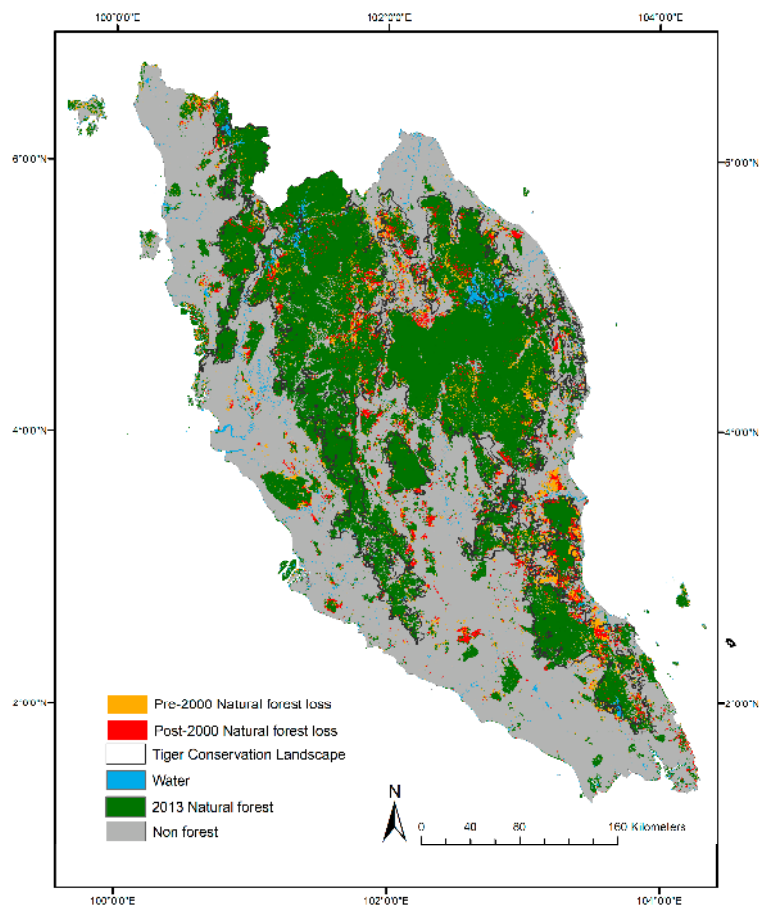 100°0'0"E 102°0'0"E 104°0'0"E
6°0'0"N 6°0'0"N
4°0'0"N 4°0'0"N
2°0'0"N 2°0'0"N
Pre-2000 Natural forest loss
Post-2000 Natural forest loss
Tiger Conservation Landscape
Water
2013 Natural forest
Non forest
N
0 40 80 160 Kilometers
100°0'0"E 102°0'0"E 104°0'0"E